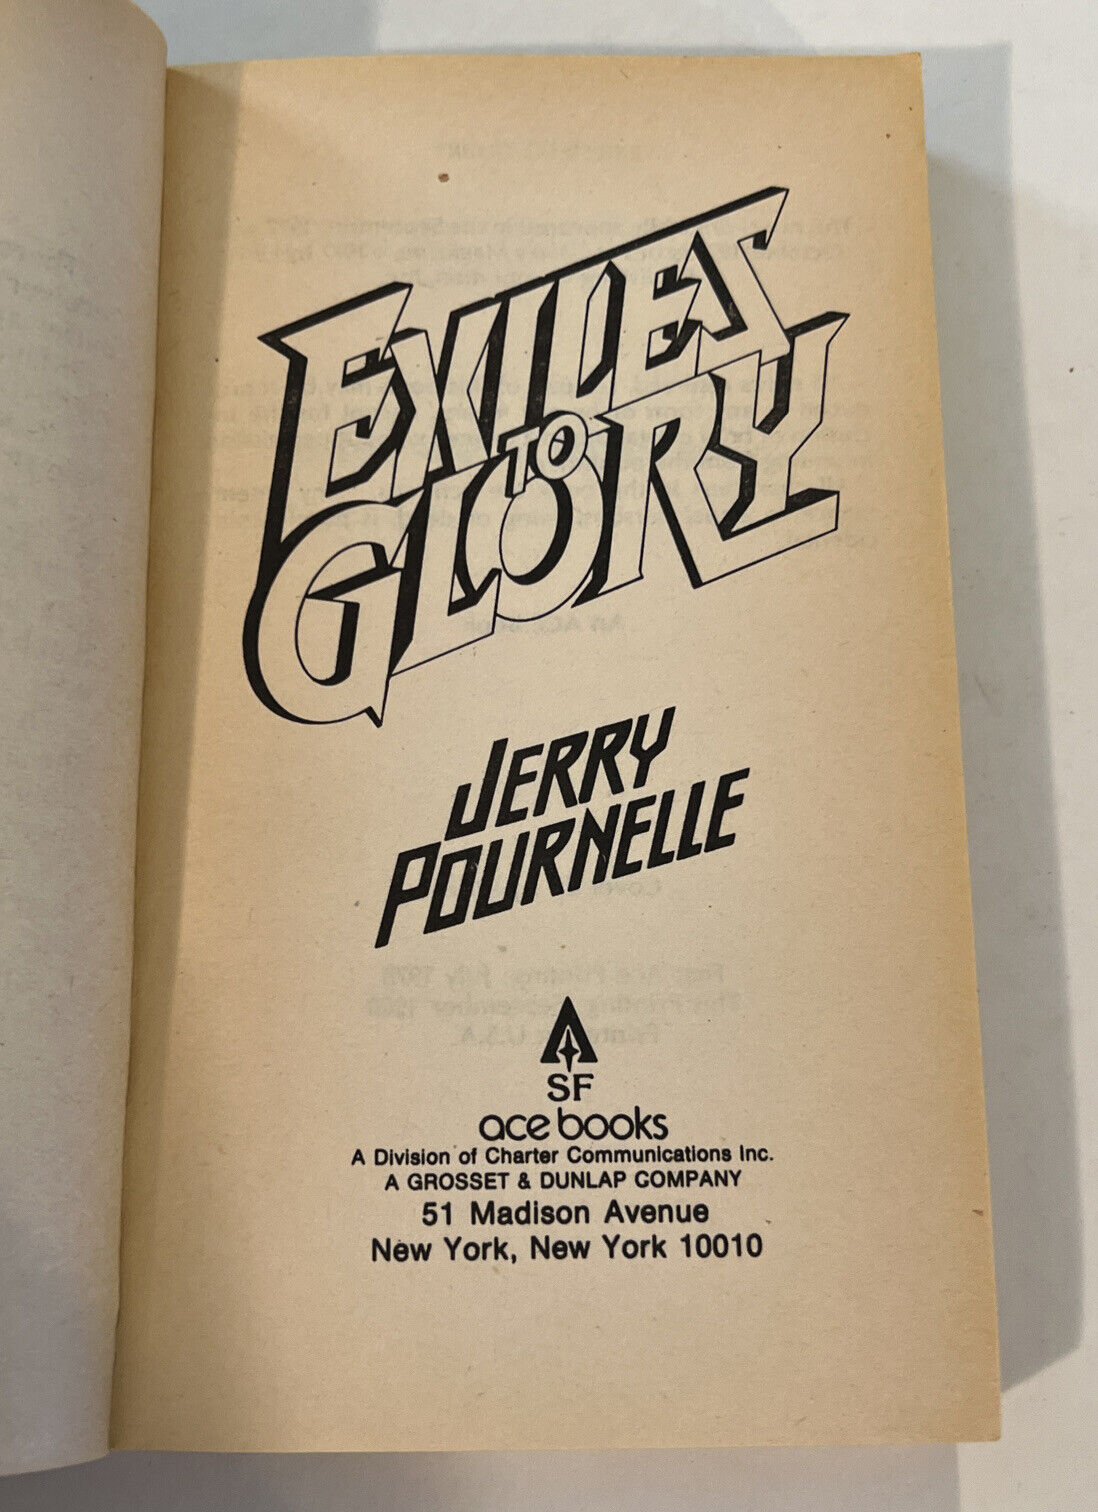 EXILES
TO
GLORY
JERRY
POURNELLE
SF
ace books
A Division of Charter Communications Inc.
A GROSSET & DUNLAP COMPANY
51 Madison Avenue
New York, New York 10010